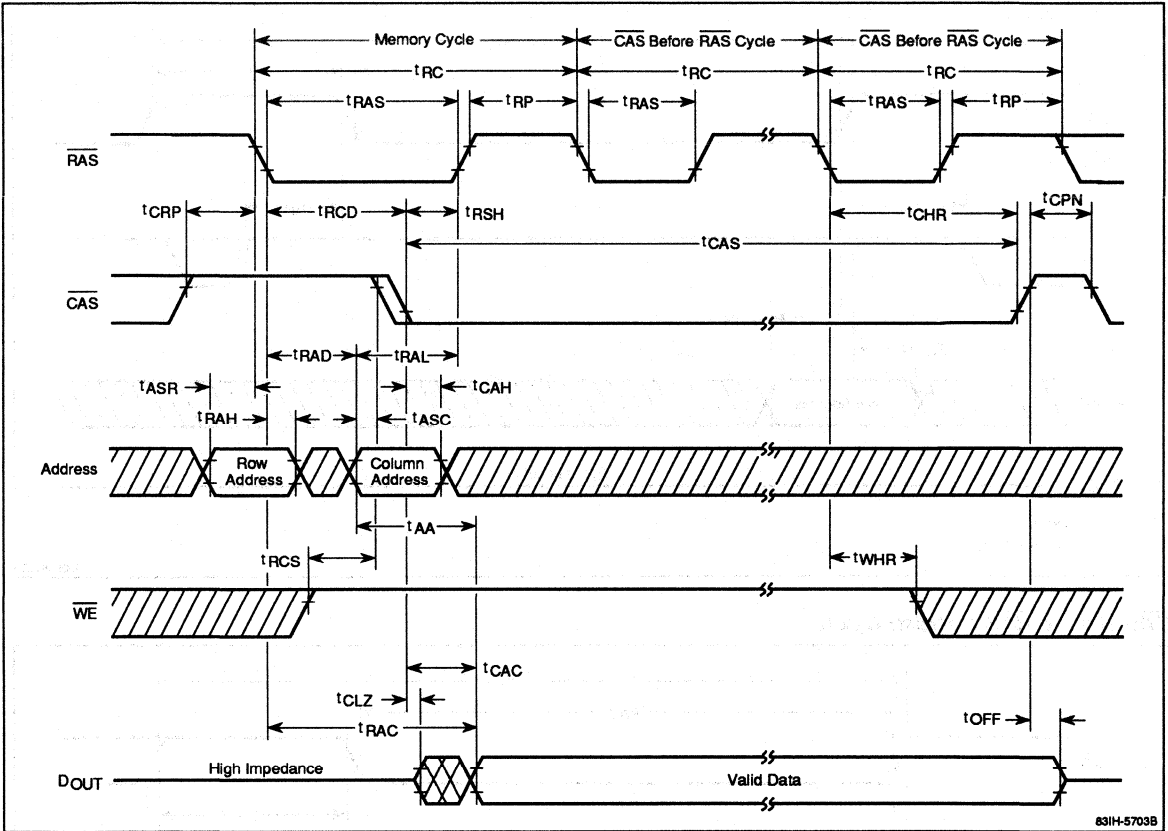 Memory Cycle
CAS Before RAS Cycle
CAS Before RAS Cycle
tRC
tRC
tRC
tRAS
tRP
tRAS
tRAS
tRP
RAS
tCRP
tRCD
tRSH
tCHR
tCPN
tCAS
CAS
tRAD
tRAL
tASR
tCAH
tRAH
tASC
Address
Row
Address
Column
Address
tAA
tRCS
tWHR
WE
tCAC
tCLZ
tRAC
tOFF
High Impedance
DOUT
Valid Data
83IH-5703B